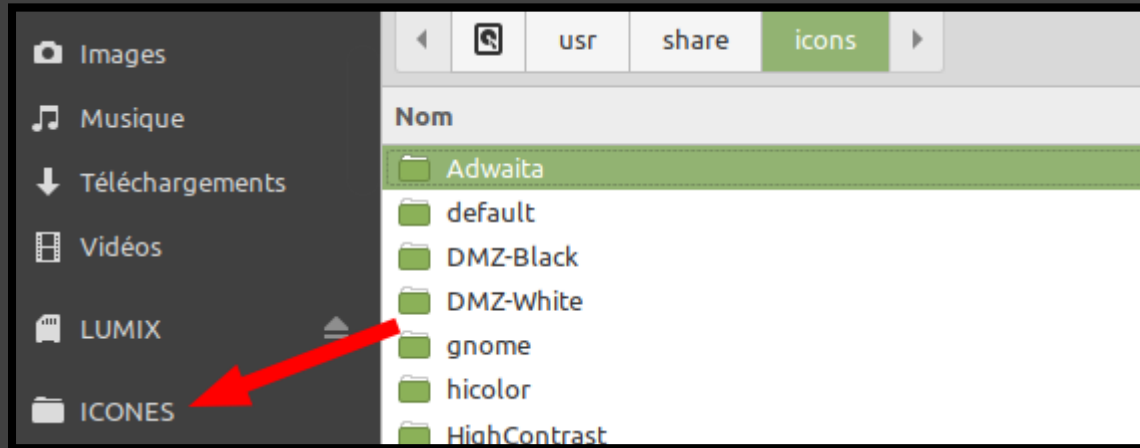 Images
Musique
Téléchargements
Vidéos
LUMIX
ICONES
usr share icons
Nom
Adwaita
default
DMZ-Black
DMZ-White
gnome
hicolor
HighContrast